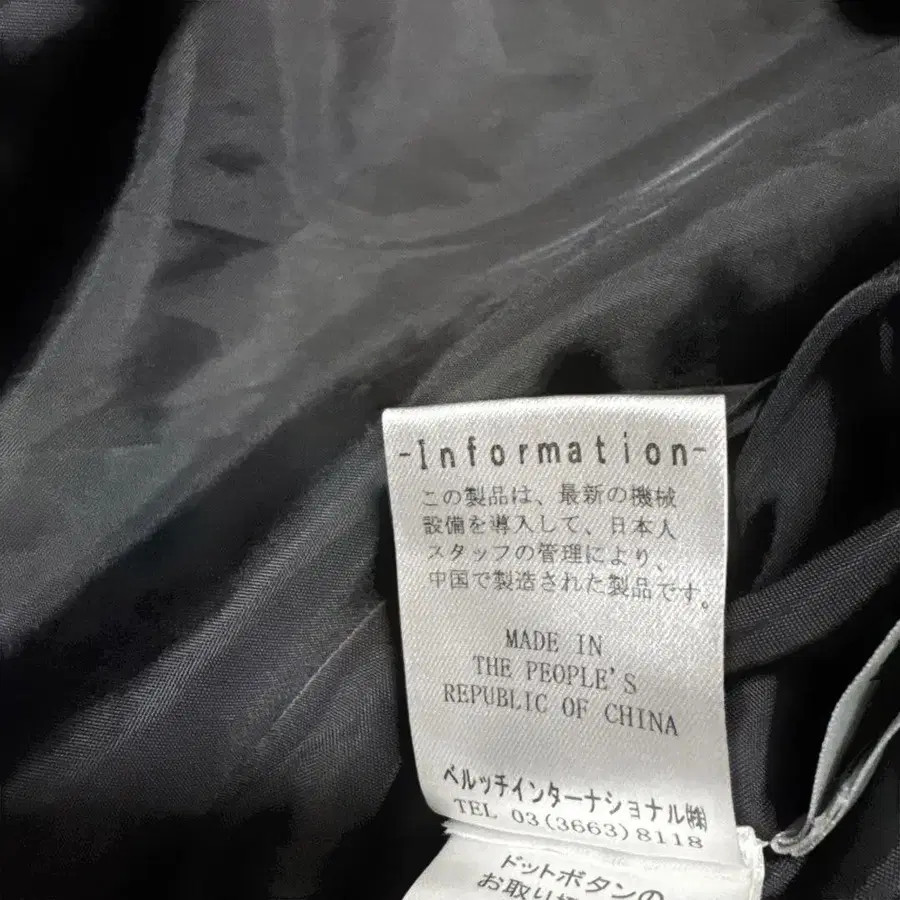 -Information-
この製品は、最新の機械
設備を導入して、日本人
スタッフの管理により、
中国で製造された製品です。
MADE IN
THE PEOPLE'S
REPUBLIC OF CHINA
ベルッチインターナショナル㈱
TEL 03(3663)8118
ドットボタンの
お取り